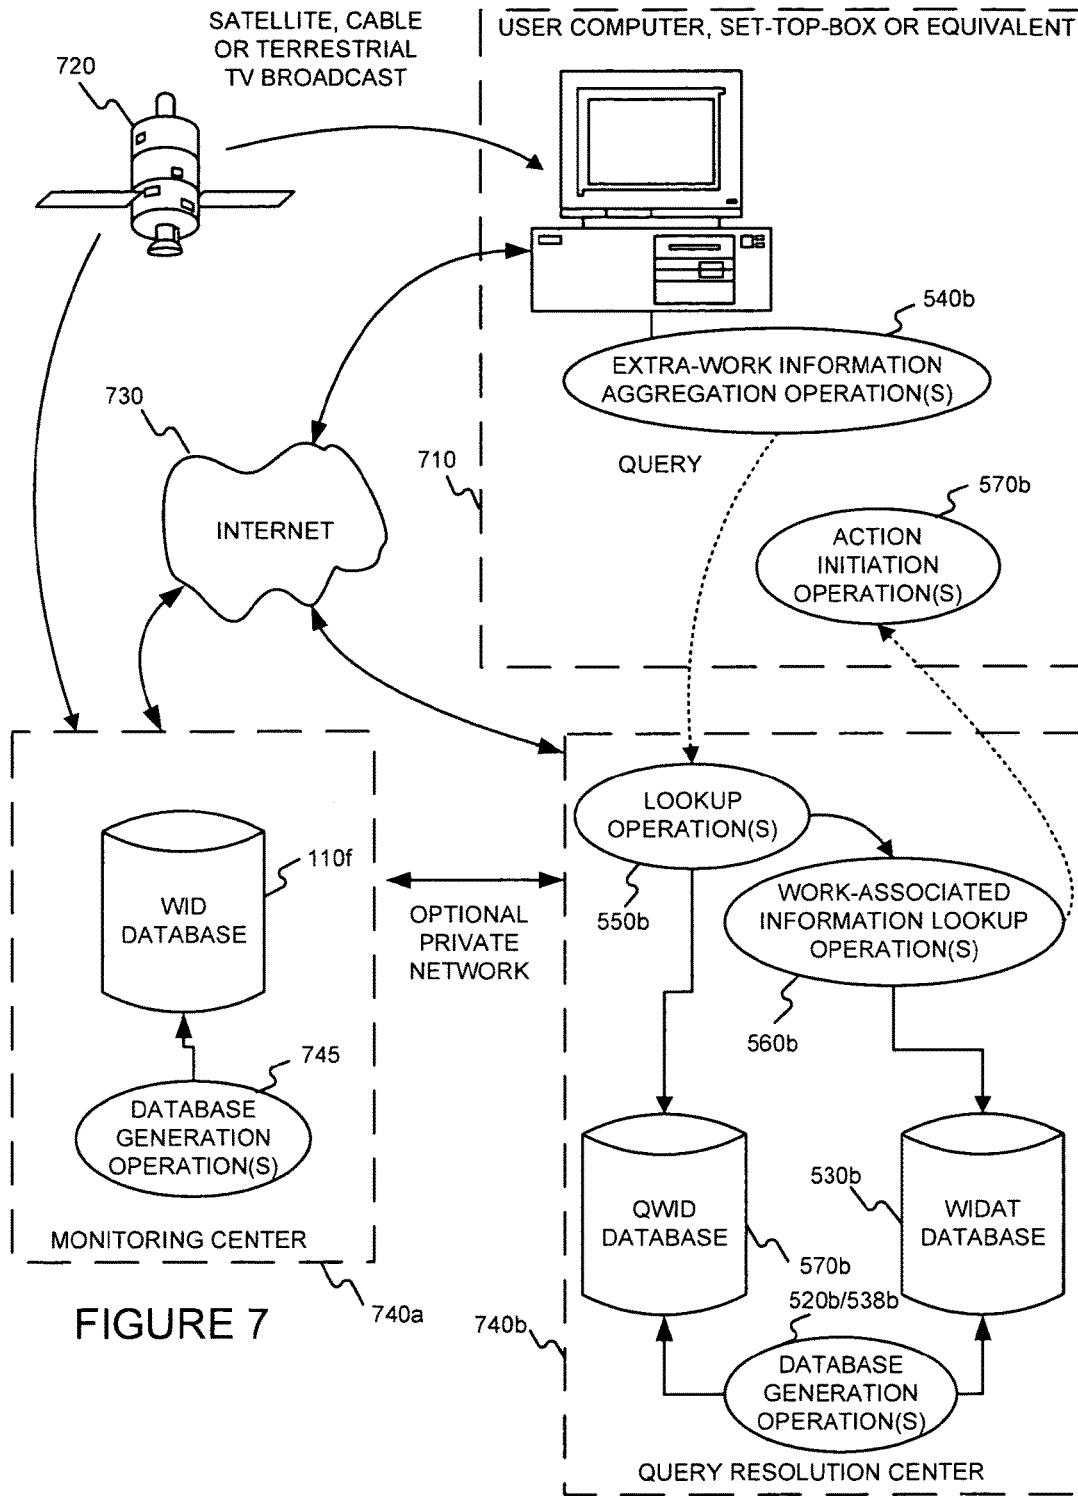 SATELLITE, CABLE
OR TERRESTRIAL
TV BROADCAST
USER COMPUTER, SET-TOP-BOX OR EQUIVALENT
720
540b
EXTRA-WORK INFORMATION
AGGREGATION OPERATION(S)
730
710
QUERY
570b
INTERNET
ACTION
INITIATION
OPERATION(S)
LOOKUP
OPERATION(S)
110f
WID
DATABASE
OPTIONAL
PRIVATE
NETWORK
550b
WORK-ASSOCIATED
INFORMATION LOOKUP
OPERATION(S)
560b
745
DATABASE
GENERATION
OPERATION(S)
530b
QWID
DATABASE
WIDAT
DATABASE
MONITORING CENTER
570b
740a
520b/538b
FIGURE 7
740b
DATABASE
GENERATION
OPERATION(S)
QUERY RESOLUTION CENTER